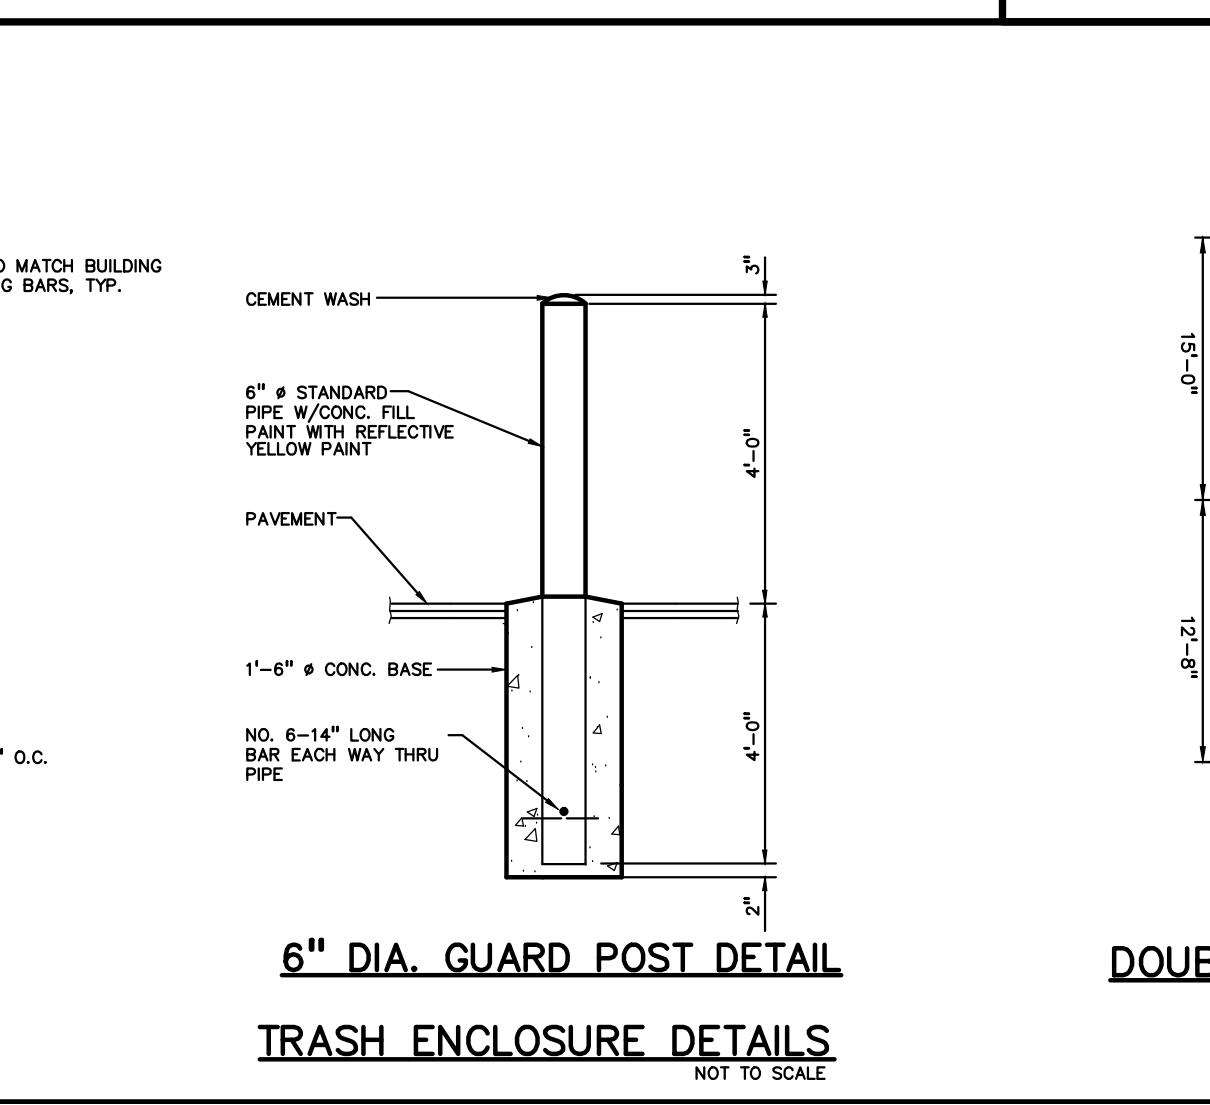 MATCH BUILDING
G BARS, TYP.
" O.C.
CEMENT WASH
6" ø STANDARD
PIPE W/CONC. FILL
PAINT WITH REFLECTIVE
YELLOW PAINT
PAVEMENT
1'-6" ø CONC. BASE
NO. 6-14" LONG
BAR EACH WAY THRU
PIPE
3"
4'-0"
4'-0"
2"
15'-0"
12'-8"
6" DIA. GUARD POST DETAIL
TRASH ENCLOSURE DETAILS
NOT TO SCALE